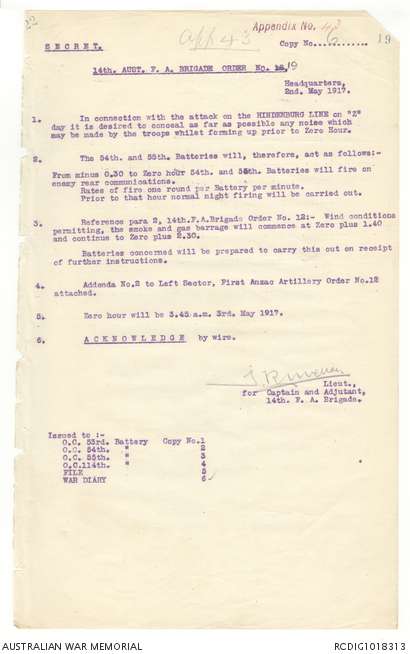 22
Appendix No. 43
App 43
19
SECRET.
Copy No. 6
14th. AUST. F. A. BRIGADE ORDER No. 18, 19
Headquarters,
2nd. May 1917.
1. In connection with the attack on the HINDENBURG LINE on "Z"
day it is desired to conceal as far as possible any noise which
may be made by the troops whilst forming up prior to Zero Hour.
2. The 54th. and 55th. Batteries will, therefore, act as follows:-
From minus 0.30 to Zero hour 54th. and 55th. Batteries will fire on
enemy rear communications.
Rates of fire one round per Battery per minute.
Prior to that hour normal night firing will be carried out.
3. Reference para 2, 14th.F.A.Brigade Order No. 12:- Wind conditions
permitting, the smoke and gas barrage will commence at Zero plus 1.40
and continue to Zero plus 2.30.
Batteries concerned will be prepared to carry this out on receipt
of further instructions.
4. Addenda No.2 to Left Sector, First Anzac Artillery Order No.12
attached.
5. Zero hour will be 3.45 a.m. 3rd. May 1917.
6. ACKNOWLEDGE by wire.
Lieut.,
for Captain and Adjutant,
14th. F. A. Brigade.
Issued to :-
O.C. 53rd. Battery Copy No.1
O.C. 54th. " 2
O.C. 55th. " 3
O.C.114th. " 4
FILE 5
WAR DIARY 6
AUSTRALIAN WAR MEMORIAL
RCDIG1018313